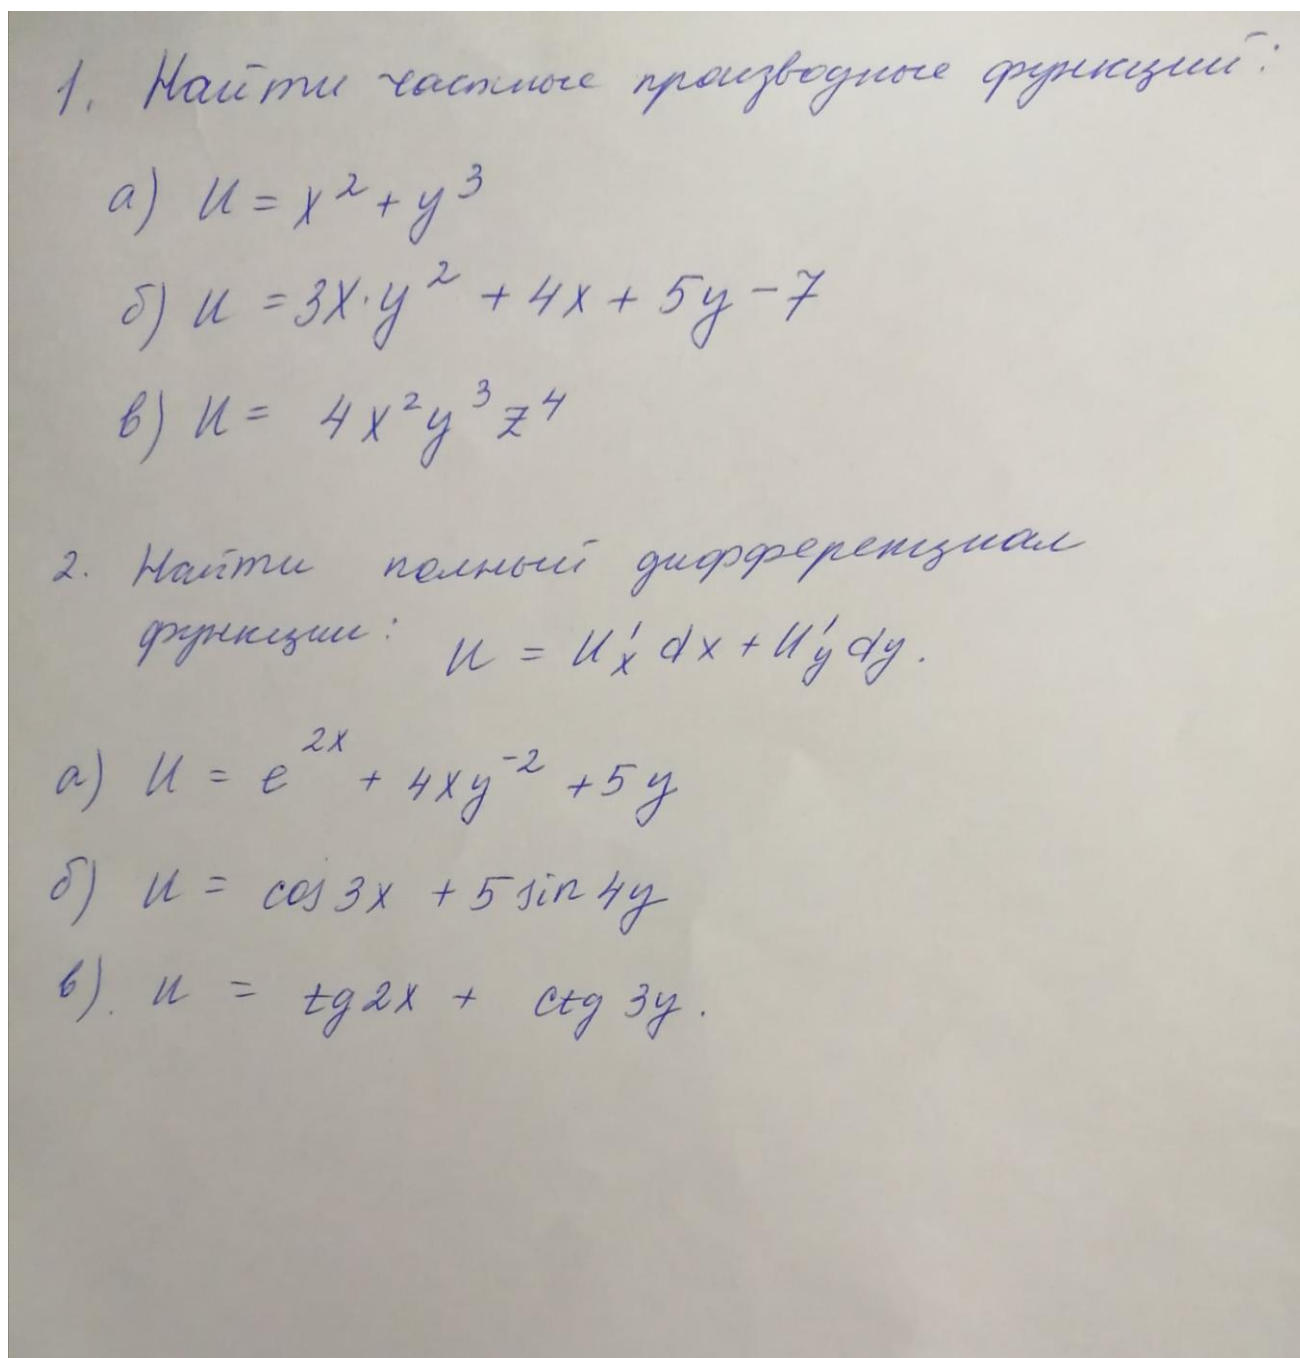 1. Найти частные производные функций:
а) u = x² + y³
б) u = 3x·y² + 4x + 5y − 7
в) u = 4x²y³z⁴
2. Найти полный дифференциал
функции: u = u'ₓ dx + u'_y dy.
а) u = e^{2x} + 4xy⁻² + 5y
б) u = cos 3x + 5 sin 4y
в). u = tg 2x + ctg 3y.